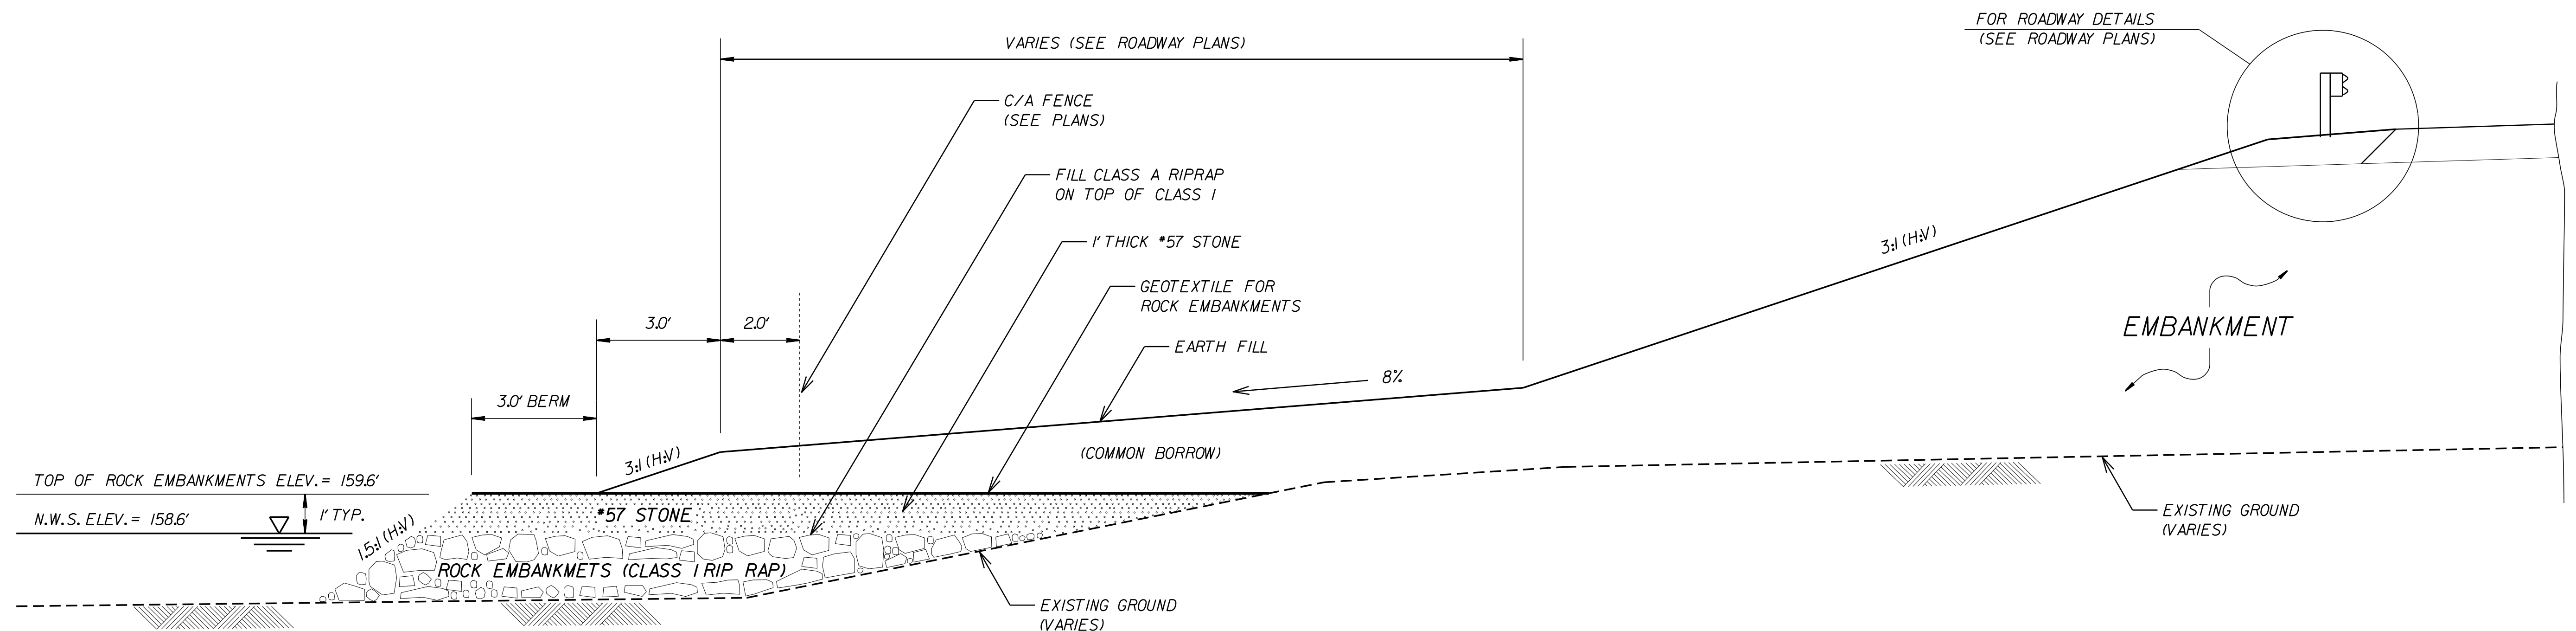 FOR ROADWAY DETAILS
(SEE ROADWAY PLANS)
VARIES (SEE ROADWAY PLANS)
C/A FENCE
(SEE PLANS)
FILL CLASS A RIPRAP
ON TOP OF CLASS 1
1' THICK #57 STONE
3:1 (H:V)
GEOTEXTILE FOR
ROCK EMBANKMENTS
3.0'
2.0'
EMBANKMENT
EARTH FILL
8%
3.0' BERM
3:1 (H:V)
(COMMON BORROW)
TOP OF ROCK EMBANKMENTS ELEV. = 159.6'
N.W.S. ELEV. = 158.6'
1' TYP.
#57 STONE
1.5:1 (H:V)
EXISTING GROUND
(VARIES)
ROCK EMBANKMETS (CLASS 1 RIP RAP)
EXISTING GROUND
(VARIES)